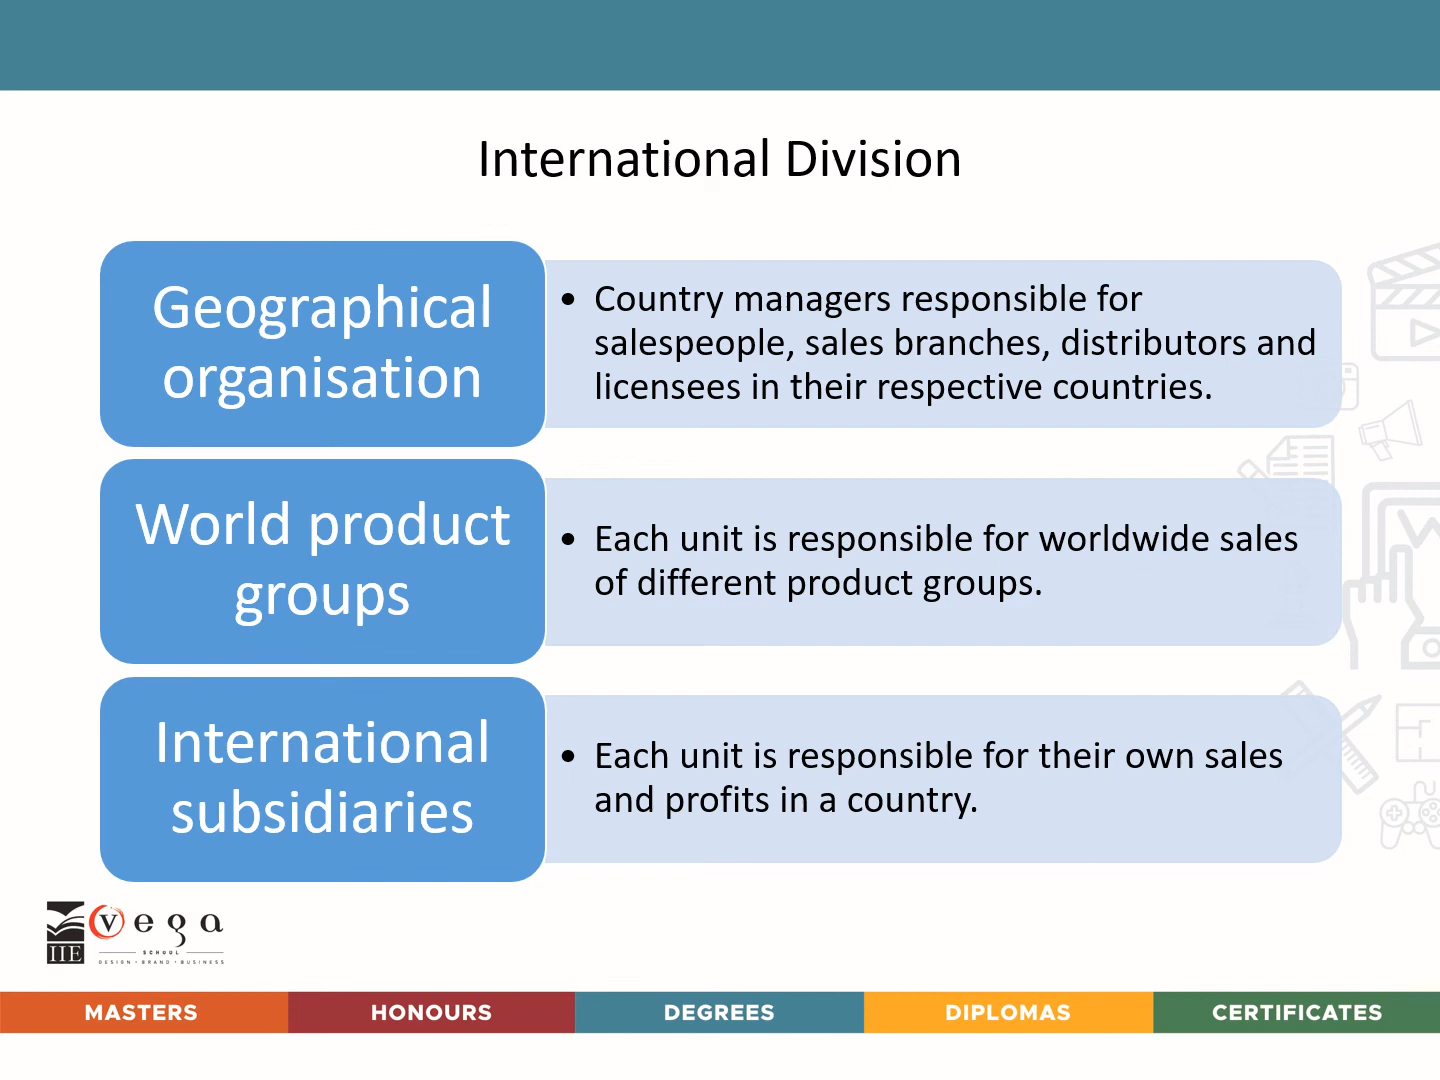 International Division
Geographical
organisation
• Country managers responsible for
salespeople, sales branches, distributors and
licensees in their respective countries.
World product
groups
• Each unit is responsible for worldwide sales
of different product groups.
International
subsidiaries
• Each unit is responsible for their own sales
and profits in a country.
IIE
vega
SCHOOL
DESIGN • BRAND • BUSINESS
MASTERS
HONOURS
DEGREES
DIPLOMAS
CERTIFICATES